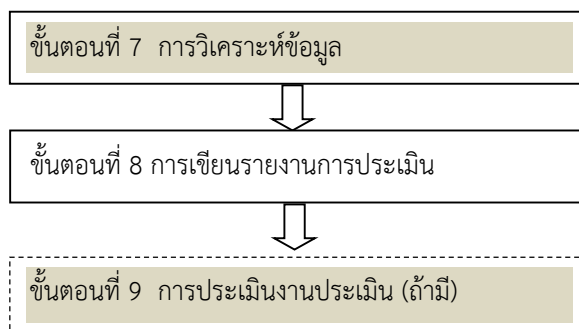 ขั้นตอนที่ 7  การวิเคราะห์ข้อมูล
ขั้นตอนที่ 8 การเขียนรายงานการประเมิน
ขั้นตอนที่ 9  การประเมินงานประเมิน (ถ้ามี)